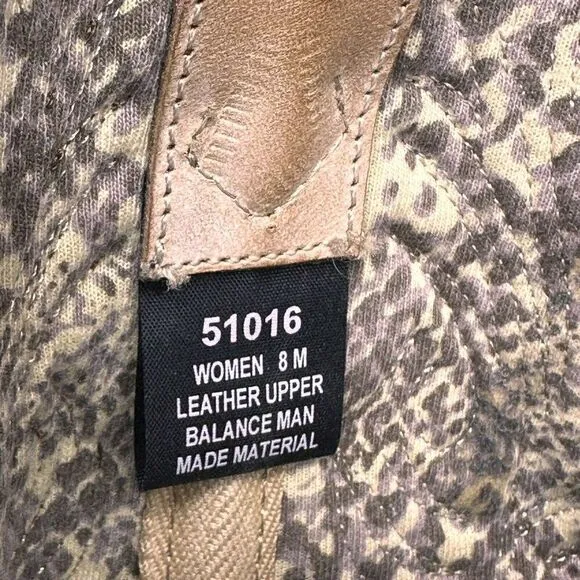 51016
WOMEN 8 M
LEATHER UPPER
BALANCE MAN
MADE MATERIAL